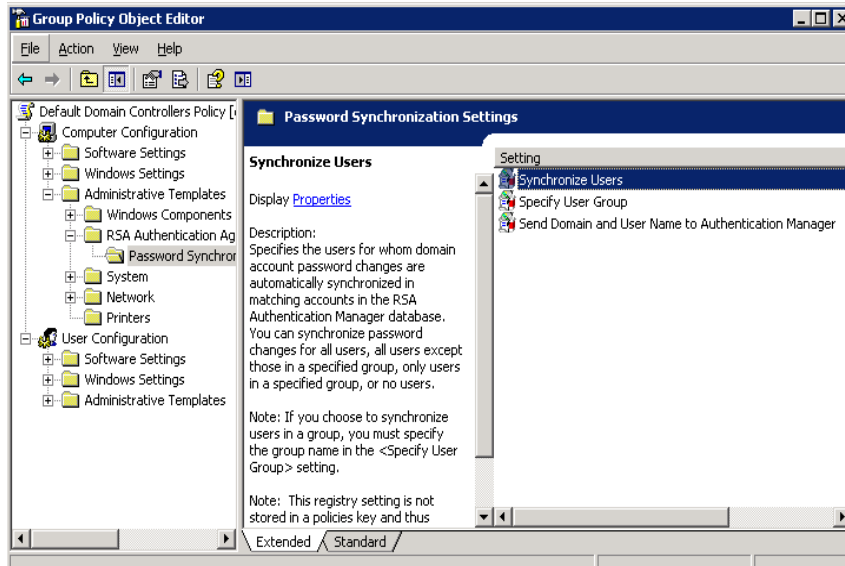 Group Policy Object Editor
File Action View Help
Default Domain Controllers Policy [
Computer Configuration
Software Settings
Windows Settings
Administrative Templates
Windows Components
RSA Authentication Ag
Password Synchror
System
Network
Printers
User Configuration
Software Settings
Windows Settings
Administrative Templates
Password Synchronization Settings
Synchronize Users
Display Properties
Description:
Specifies the users for whom domain
account password changes are
automatically synchronized in
matching accounts in the RSA
Authentication Manager database.
You can synchronize password
changes for all users, all users except
those in a specified group, only users
in a specified group, or no users.
Note: If you choose to synchronize
users in a group, you must specify
the group name in the <Specify User
Group> setting.
Note: This registry setting is not
stored in a policies key and thus
Setting
Synchronize Users
Specify User Group
Send Domain and User Name to Authentication Manager
Extended Standard